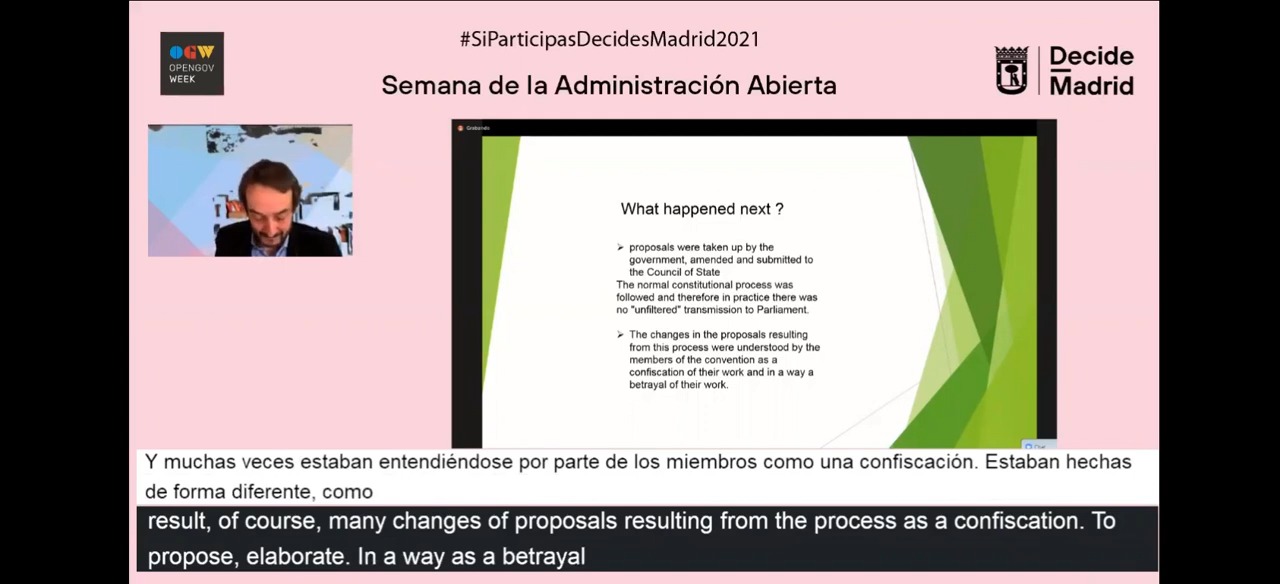 #SiParticipasDecidesMadrid2021
OGW
OPENGOV
WEEK
Semana de la Administración Abierta
Decide
Madrid
Grabando
What happened next ?
➢ proposals were taken up by the
government, amended and submitted to
the Council of State
The normal constitutional process was
followed and therefore in practice there was
no "unfiltered" transmission to Parliament.
➢ The changes in the proposals resulting
from this process were understood by the
members of the convention as a
confiscation of their work and in a way a
betrayal of their work.
Y muchas veces estaban entendiéndose por parte de los miembros como una confiscación. Estaban hechas
de forma diferente, como
result, of course, many changes of proposals resulting from the process as a confiscation. To
propose, elaborate. In a way as a betrayal